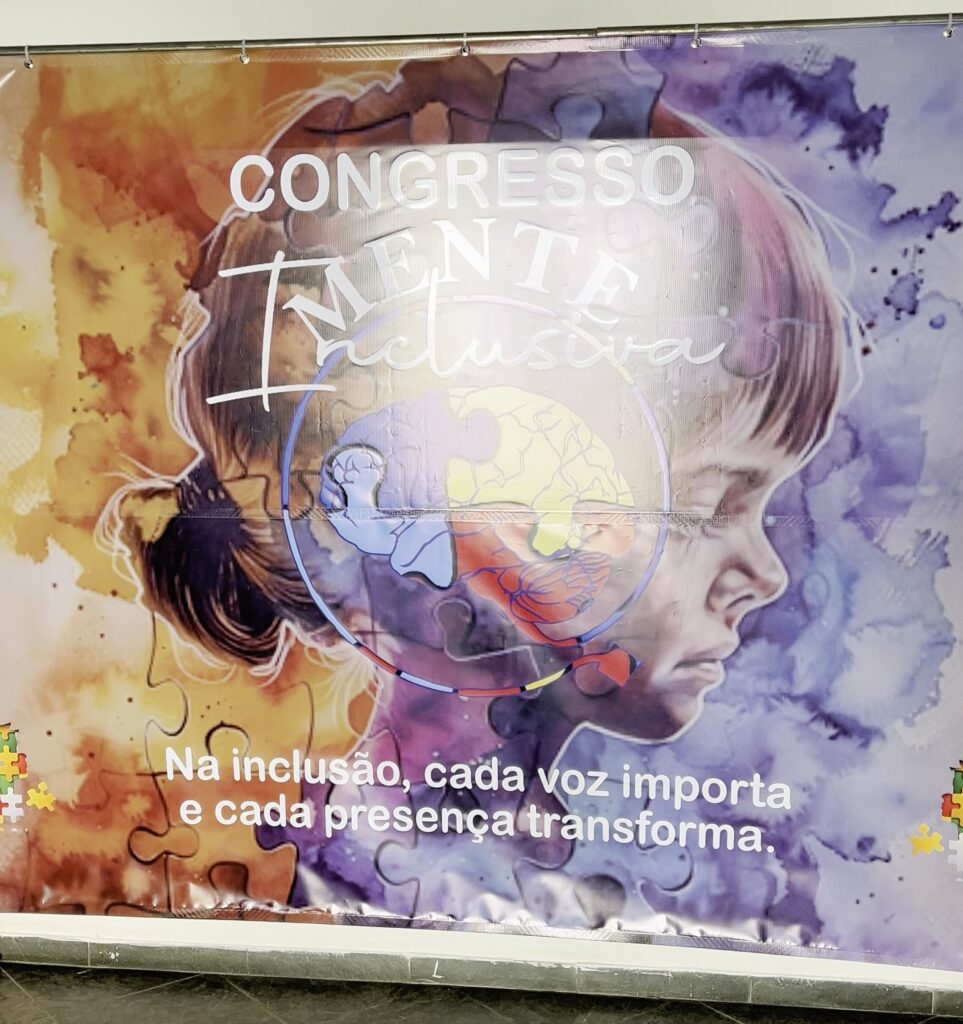 CONGRESSO
MENTE
Inclusiva
Na inclusão, cada voz importa
e cada presença transforma.